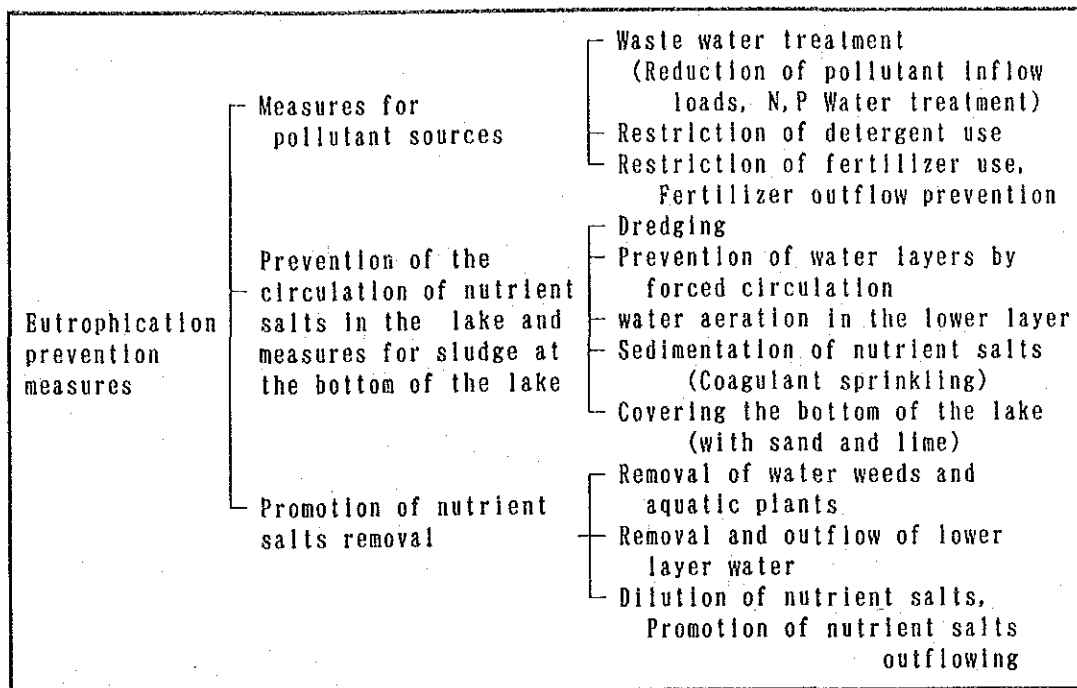 Eutrophication
prevention
measures
Measures for
pollutant sources
Waste water treatment
(Reduction of pollutant inflow
loads, N,P Water treatment)
Restriction of detergent use
Restriction of fertilizer use,
Fertilizer outflow prevention
Prevention of the
circulation of nutrient
salts in the lake and
measures for sludge at
the bottom of the lake
Dredging
Prevention of water layers by
forced circulation
water aeration in the lower layer
Sedimentation of nutrient salts
(Coagulant sprinkling)
Covering the bottom of the lake
(with sand and lime)
Promotion of nutrient
salts removal
Removal of water weeds and
aquatic plants
Removal and outflow of lower
layer water
Dilution of nutrient salts,
Promotion of nutrient salts
outflowing